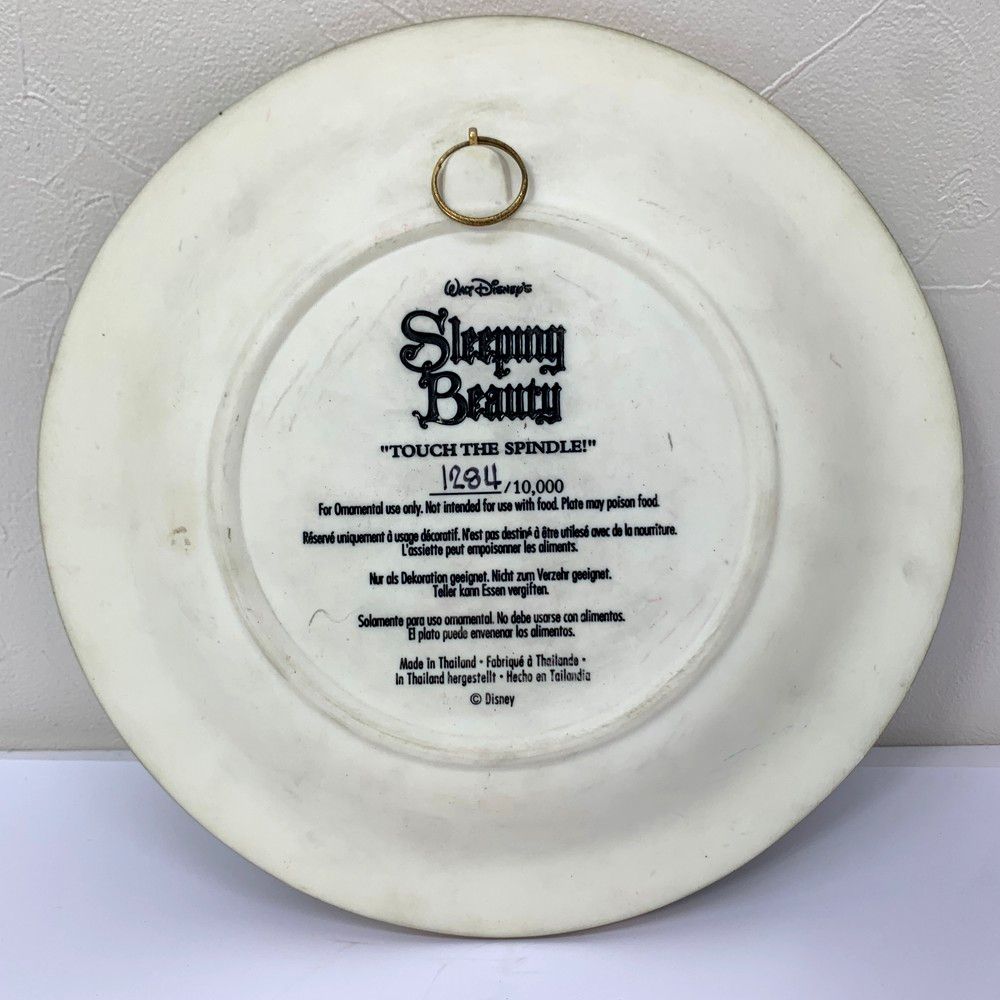 Walt Disney's
Sleeping
Beauty
"TOUCH THE SPINDLE!"
1284/10,000
For Ornamental use only. Not intended for use with food. Plate may poison food.
Réservé uniquement à usage décoratif. N'est pas destiné à être utilesé avec de la nourriture.
L'assiette peut empoisonner les aliments.
Nur als Dekoration geeignet. Nicht zum Verzehr geeignet.
Teller kann Essen vergiften.
Solamente para uso ornamental. No debe usarse con alimentos.
El plato puede envenenar los alimentos.
Made in Thailand • Fabriqué à Thailande •
In Thailand hergestellt • Hecho en Tailandia
© Disney